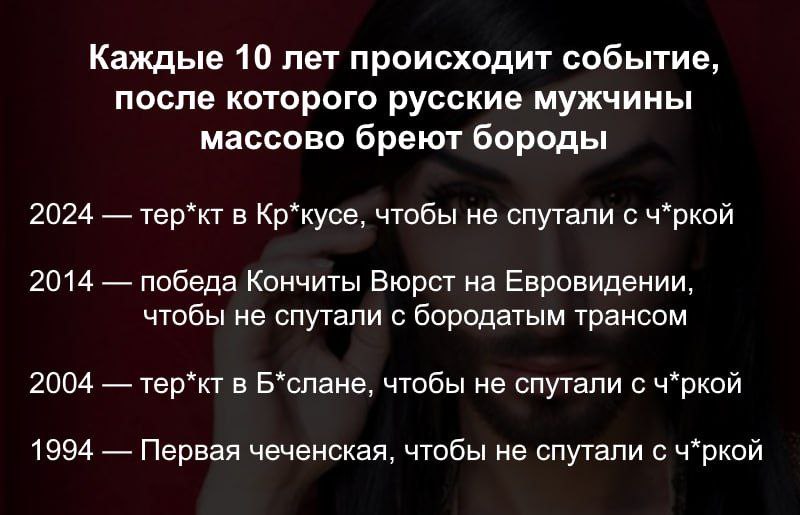 Каждые 10 лет происходит событие,
после которого русские мужчины
массово бреют бороды
2024 — тер*кт в Кр*кусе, чтобы не спутали с ч*ркой
2014 — победа Кончиты Вюрст на Евровидении,
чтобы не спутали с бородатым трансом
2004 — тер*кт в Б*слане, чтобы не спутали с ч*ркой
1994 — Первая чеченская, чтобы не спутали с ч*ркой